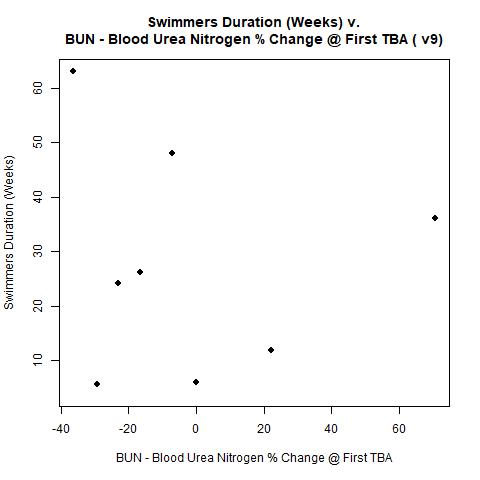 Swimmers Duration (Weeks) v.
BUN - Blood Urea Nitrogen % Change @ First TBA ( v9)
Swimmers Duration (Weeks)
60
50
40
30
20
10
-40 -20 0 20 40 60
BUN - Blood Urea Nitrogen % Change @ First TBA